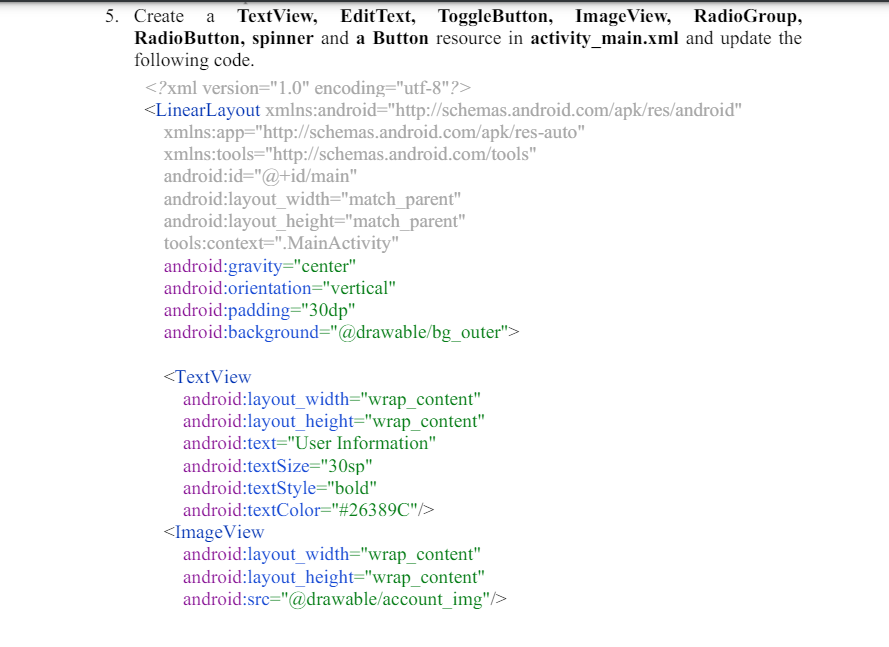 5. Create a TextView, EditText, ToggleButton, ImageView, RadioGroup,
RadioButton, spinner and a Button resource in activity_main.xml and update the
following code.
<?xml version="1.0" encoding="utf-8"?>
<LinearLayout xmlns:android="http://schemas.android.com/apk/res/android"
xmlns:app="http://schemas.android.com/apk/res-auto"
xmlns:tools="http://schemas.android.com/tools"
android:id="@+id/main"
android:layout_width="match_parent"
android:layout_height="match_parent"
tools:context=".MainActivity"
android:gravity="center"
android:orientation="vertical"
android:padding="30dp"
android:background="@drawable/bg_outer">
<TextView
android:layout_width="wrap_content"
android:layout_height="wrap_content"
android:text="User Information"
android:textSize="30sp"
android:textStyle="bold"
android:textColor="#26389C"/>
<ImageView
android:layout_width="wrap_content"
android:layout_height="wrap_content"
android:src="@drawable/account_img"/>